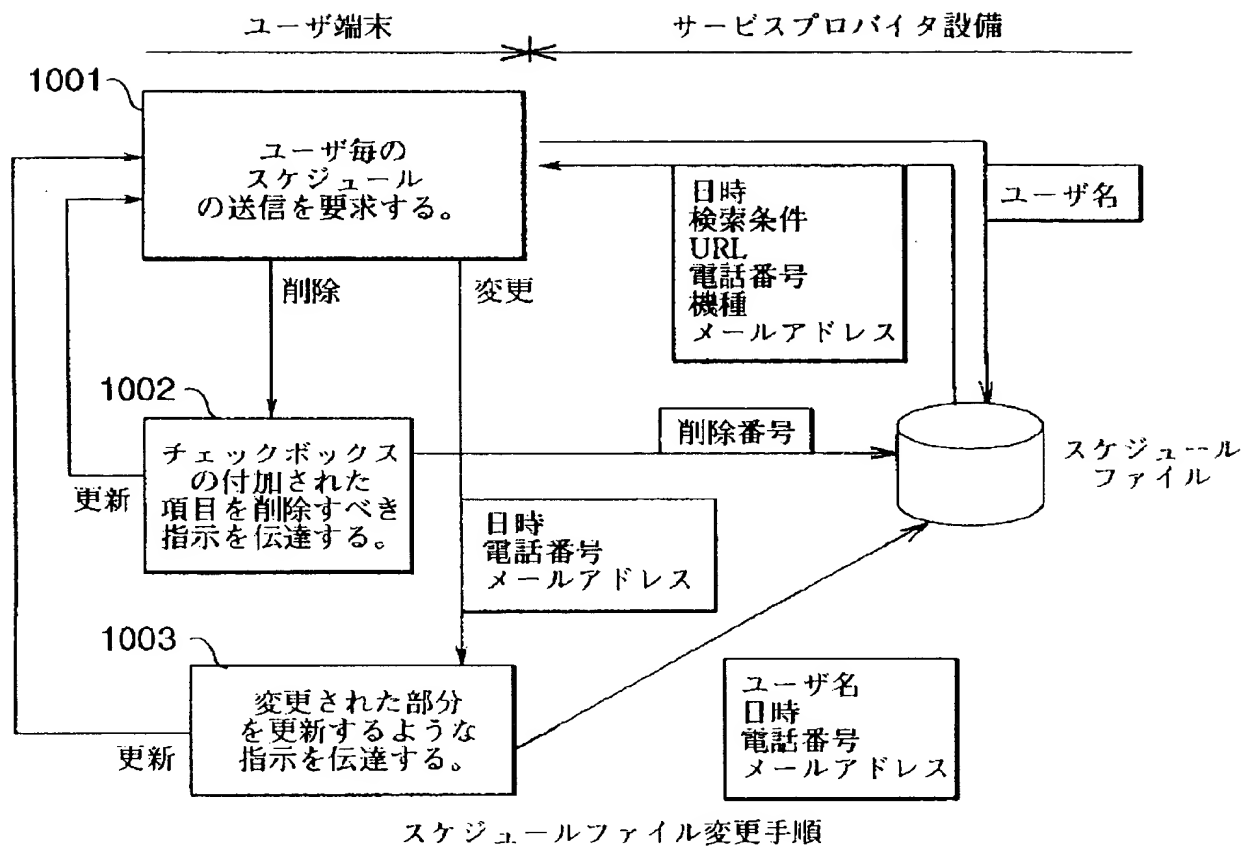 ユーザ端末
サービスプロバイタ設備
1001
ユーザ毎の
スケジュール
の送信を要求する。
日時
検索条件
URL
電話番号
機種
メールアドレス
ユーザ名
削除
変更
1002
チェックボックス
の付加された
項目を削除すべき
指示を伝達する。
更新
削除番号
スケジュール
ファイル
日時
電話番号
メールアドレス
1003
変更された部分
を更新するような
指示を伝達する。
更新
ユーザ名
日時
電話番号
メールアドレス
スケジュールファイル変更手順